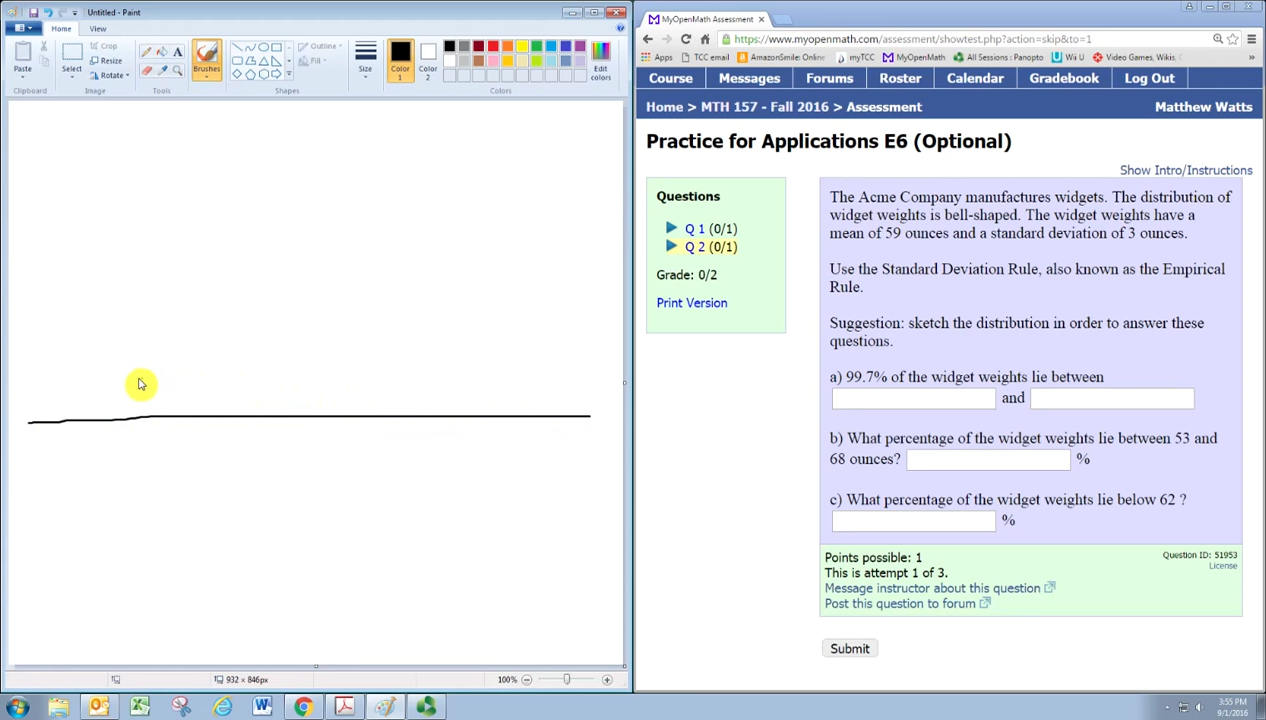 Untitled - Paint
Home
View
Paste
Select
Crop
Resize
Rotate
Brushes
Outline
Fill
Size
Color
1
Color
2
Edit
colors
Clipboard
Image
Tools
Shapes
Colors
100%
932 × 846px
MyOpenMath Assessment
https://www.myopenmath.com/assessment/showtest.php?action=skip&to=1
Apps
TCC email
AmazonSmile: Online
myTCC
MyOpenMath
All Sessions : Panopto
Wii U
Video Games, Wikis,
Course
Messages
Forums
Roster
Calendar
Gradebook
Log Out
Home > MTH 157 - Fall 2016 > Assessment
Matthew Watts
Practice for Applications E6 (Optional)
Show Intro/Instructions
Questions
Q 1 (0/1)
Q 2 (0/1)
Grade: 0/2
Print Version
The Acme Company manufactures widgets. The distribution of
widget weights is bell-shaped. The widget weights have a
mean of 59 ounces and a standard deviation of 3 ounces.
Use the Standard Deviation Rule, also known as the Empirical
Rule.
Suggestion: sketch the distribution in order to answer these
questions.
a) 99.7% of the widget weights lie between
and
b) What percentage of the widget weights lie between 53 and
68 ounces?
%
c) What percentage of the widget weights lie below 62 ?
%
Points possible: 1
This is attempt 1 of 3.
Message instructor about this question
Post this question to forum
Question ID: 51953
License
Submit
3:55 PM
9/1/2016